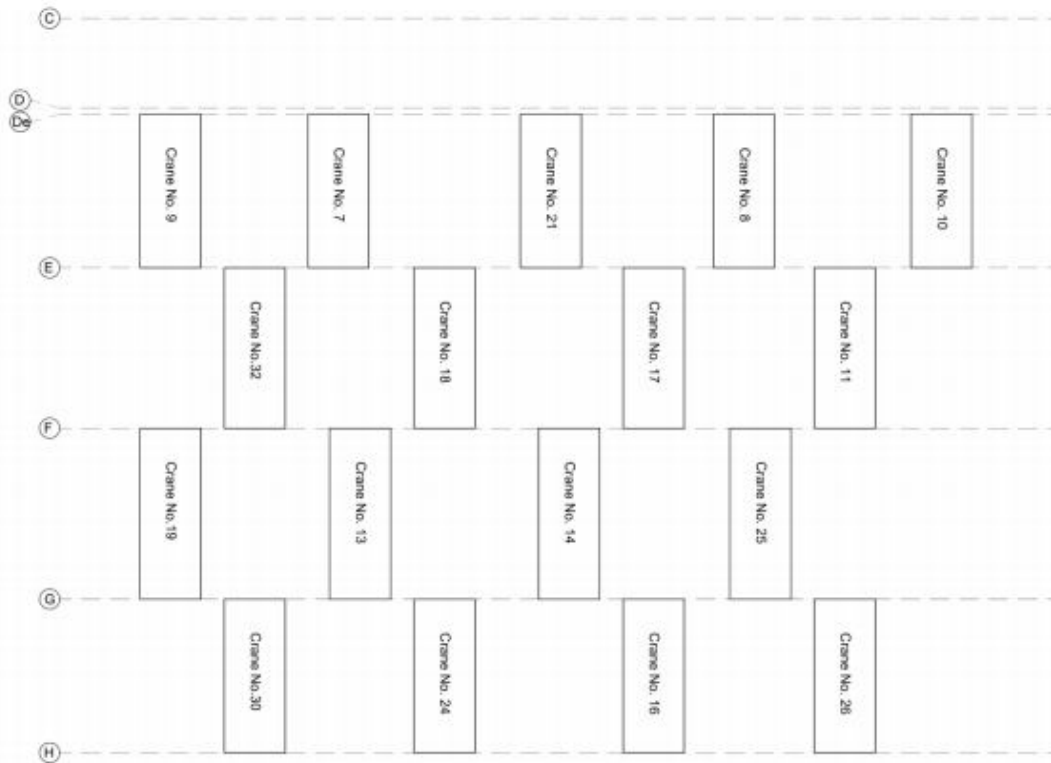 C
D
E
Crane No. 9
Crane No. 7
Crane No. 21
Crane No. 8
Crane No. 10
F
Crane No.32
Crane No. 18
Crane No. 17
Crane No. 11
G
Crane No.19
Crane No. 13
Crane No. 14
Crane No. 25
H
Crane No.30
Crane No. 24
Crane No. 16
Crane No. 26